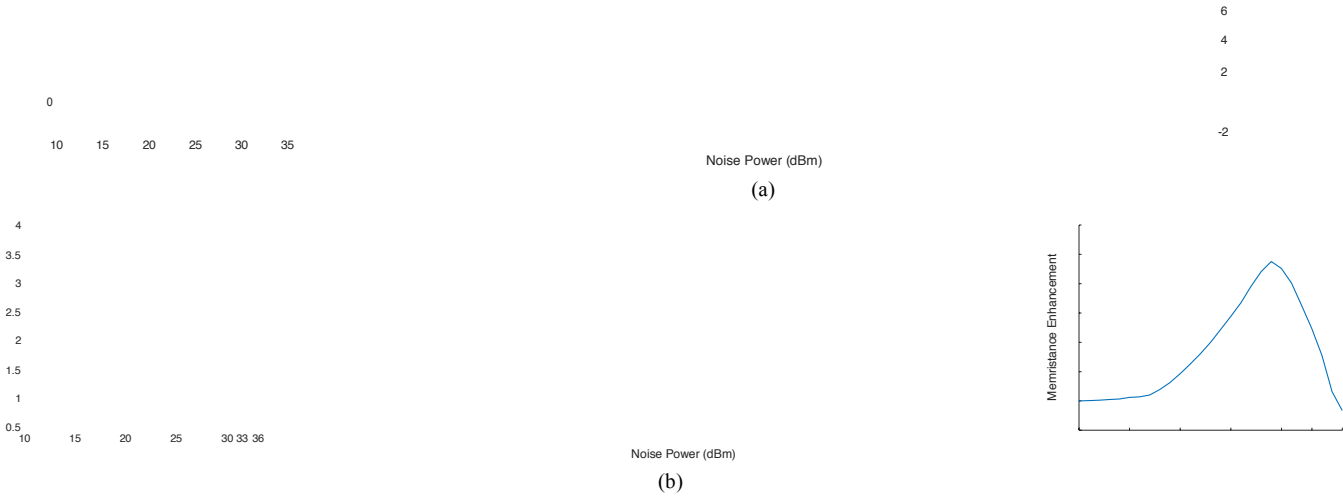 6
4
2
0
-2
10 15 20 25 30 35
Noise Power (dBm)
(a)
4
3.5
3
2.5
2
1.5
1
0.5
Memristance Enhancement
10 15 20 25 30 33 36
Noise Power (dBm)
(b)